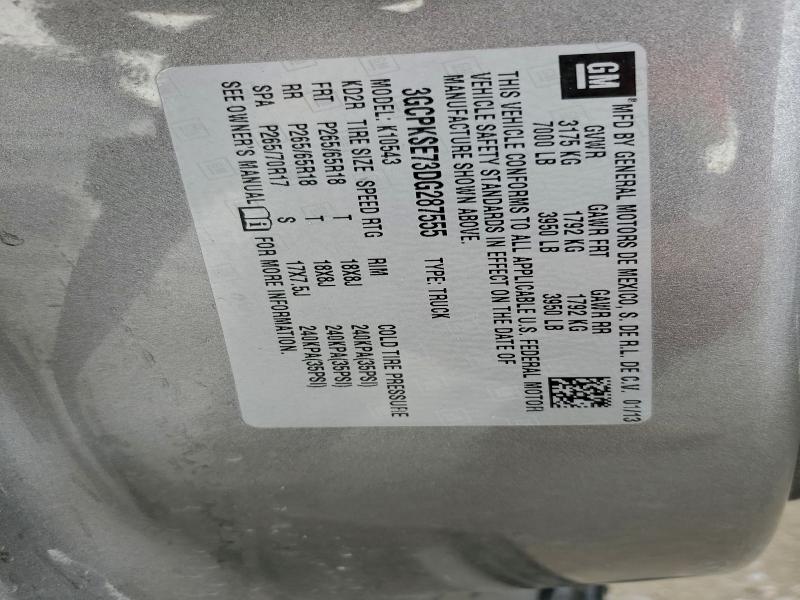 GM
®MFD BY GENERAL MOTORS DE MEXICO, S. DE R.L. DE C.V. 01/13
GVWR GAWR FRT GAWR RR
3175 KG 1792 KG 1792 KG
7000 LB 3950 LB 3950 LB
THIS VEHICLE CONFORMS TO ALL APPLICABLE U.S. FEDERAL MOTOR
VEHICLE SAFETY STANDARDS IN EFFECT ON THE DATE OF
MANUFACTURE SHOWN ABOVE.
3GCPKSE73DG287555 TYPE: TRUCK
MODEL: K10543
KD2R TIRE SIZE SPEED RTG RIM COLD TIRE PRESSURE
FRT P265/65R18 T 18X8J 240KPA(35PSI)
RR P265/65R18 T 18X8J 240KPA(35PSI)
SPA P265/70R17 S 17X7.5J 240KPA(35PSI)
SEE OWNER'S MANUAL FOR MORE INFORMATION.